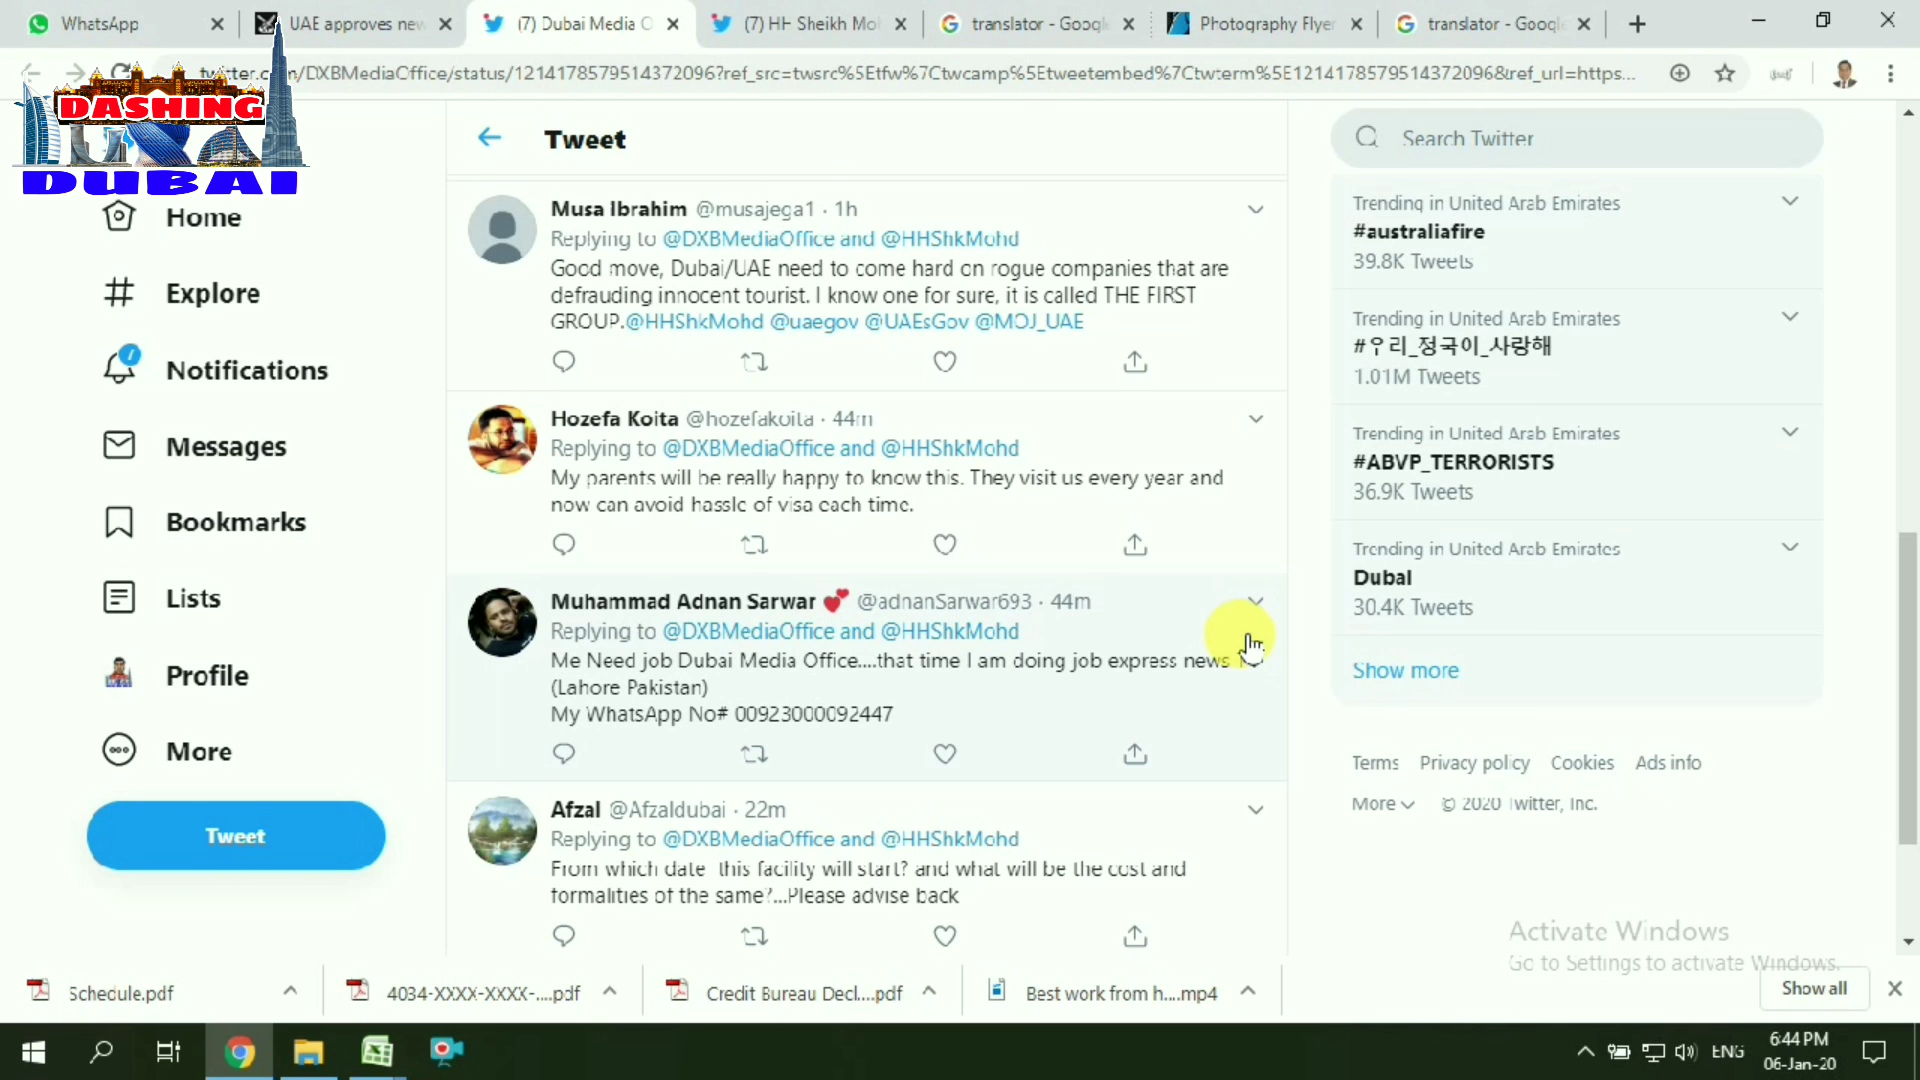 WhatsApp
UAE approves new
(7) Dubai Media O
(7) HH Sheikh Mo
translator - Google
Photography Flyer
translator - Google
twitter.com/DXBMediaOffice/status/1214178579514372096?ref_src=twsrc%5Etfw%7Ctwcamp%5Etweetembed%7Ctwterm%5E1214178579514372096&ref_url=https...
DASHING
DUBAI
Home
Explore
Notifications
7
Messages
Bookmarks
Lists
Profile
More
Tweet
Tweet
Musa Ibrahim @musajega1 · 1h
Replying to @DXBMediaOffice and @HHShkMohd
Good move, Dubai/UAE need to come hard on rogue companies that are
defrauding innocent tourist. I know one for sure, it is called THE FIRST
GROUP.@HHShkMohd @uaegov @UAEsGov @MOJ_UAE
Hozefa Koita @hozefakoita · 44m
Replying to @DXBMediaOffice and @HHShkMohd
My parents will be really happy to know this. They visit us every year and
now can avoid hassle of visa each time.
Muhammad Adnan Sarwar 💕 @adnanSarwar693 · 44m
Replying to @DXBMediaOffice and @HHShkMohd
Me Need job Dubai Media Office....that time I am doing job express news
(Lahore Pakistan)
My WhatsApp No# 00923000092447
Afzal @Afzaldubai · 22m
Replying to @DXBMediaOffice and @HHShkMohd
From which date this facility will start? and what will be the cost and
formalities of the same?...Please advise back
Search Twitter
Trending in United Arab Emirates
#australiafire
39.8K Tweets
Trending in United Arab Emirates
#우리_정국이_사랑해
1.01M Tweets
Trending in United Arab Emirates
#ABVP_TERRORISTS
36.9K Tweets
Trending in United Arab Emirates
Dubai
30.4K Tweets
Show more
Terms Privacy policy Cookies Ads info
More © 2020 Twitter, Inc.
Activate Windows
Go to Settings to activate Windows.
Schedule.pdf
4034-XXXX-XXXX-....pdf
Credit Bureau Decl....pdf
Best work from h....mp4
Show all
ENG
6:44 PM
06-Jan-20